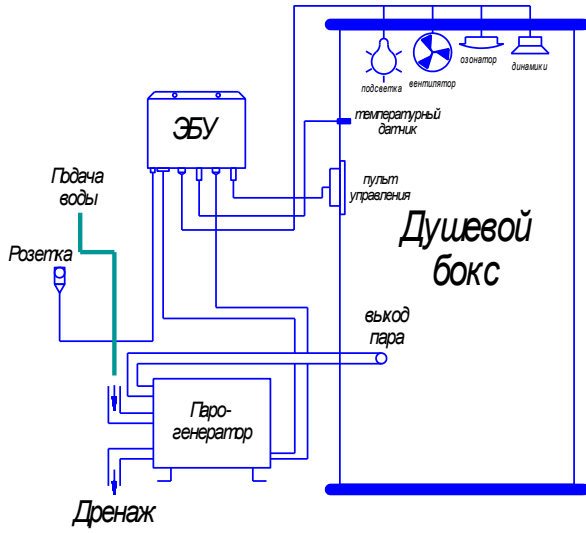 подсветка
вентилятор
озонатор
динамики
температурный
датчик
ЭБУ
пульт
управления
Подача
воды
Розетка
Душевой
бокс
выход
пара
Паро-
генератор
Дренаж